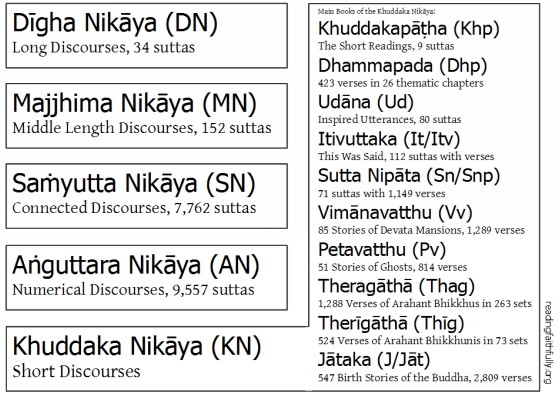 Dīgha Nikāya (DN)
Long Discourses, 34 suttas
Majjhima Nikāya (MN)
Middle Length Discourses, 152 suttas
Saṁyutta Nikāya (SN)
Connected Discourses, 7,762 suttas
Aṅguttara Nikāya (AN)
Numerical Discourses, 9,557 suttas
Khuddaka Nikāya (KN)
Short Discourses
Main Books of the Khuddaka Nikāya:
Khuddakapāṭha (Khp)
The Short Readings, 9 suttas
Dhammapada (Dhp)
423 verses in 26 thematic chapters
Udāna (Ud)
Inspired Utterances, 80 suttas
Itivuttaka (It/Itv)
This Was Said, 112 suttas with verses
Sutta Nipāta (Sn/Snp)
71 suttas with 1,149 verses
Vimānavatthu (Vv)
85 Stories of Devata Mansions, 1,289 verses
Petavatthu (Pv)
51 Stories of Ghosts, 814 verses
Theragāthā (Thag)
1,288 Verses of Arahant Bhikkhus in 263 sets
Therīgāthā (Thīg)
524 Verses of Arahant Bhikkhunis in 73 sets
Jātaka (J/Jāt)
547 Birth Stories of the Buddha, 2,809 verses
readingfaithfully.org